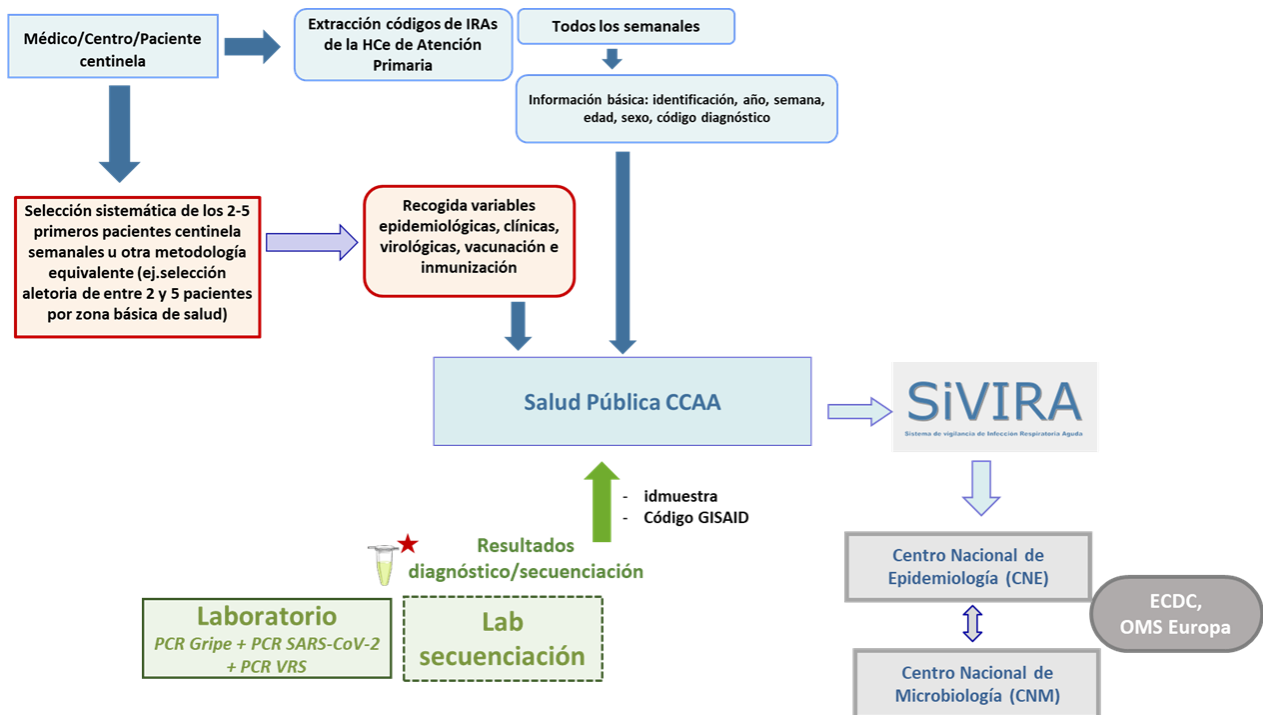 Médico/Centro/Paciente
centinela
Extracción códigos de IRAs
de la HCe de Atención
Primaria
Todos los semanales
Información básica: identificación, año, semana,
edad, sexo, código diagnóstico
Selección sistemática de los 2-5
primeros pacientes centinela
semanales u otra metodología
equivalente (ej.selección
aletoria de entre 2 y 5 pacientes
por zona básica de salud)
Recogida variables
epidemiológicas, clínicas,
virológicas, vacunación e
inmunización
Salud Pública CCAA
SiVIRA
Sistema de vigilancia de Infección Respiratoria Aguda
- idmuestra
- Código GISAID
Resultados
diagnóstico/secuenciación
Laboratorio
PCR Gripe + PCR SARS-CoV-2
+ PCR VRS
Lab
secuenciación
Centro Nacional de
Epidemiología (CNE)
ECDC,
OMS Europa
Centro Nacional de
Microbiología (CNM)